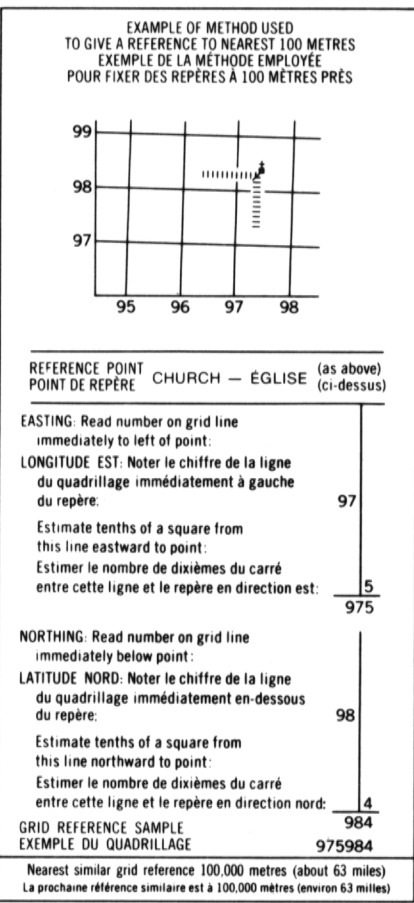 EXAMPLE OF METHOD USED
TO GIVE A REFERENCE TO NEAREST 100 METRES
EXEMPLE DE LA MÉTHODE EMPLOYÉE
POUR FIXER DES REPÈRES À 100 MÈTRES PRÈS
99
98
97
95 96 97 98
REFERENCE POINT
POINT DE REPÈRE
CHURCH — ÉGLISE
(as above)
(ci-dessus)
EASTING: Read number on grid line
immediately to left of point:
LONGITUDE EST: Noter le chiffre de la ligne
du quadrillage immédiatement à gauche
du repère: 97
Estimate tenths of a square from
this line eastward to point:
Estimer le nombre de dixièmes du carré
entre cette ligne et le repère en direction est: 5
975
NORTHING: Read number on grid line
immediately below point:
LATITUDE NORD: Noter le chiffre de la ligne
du quadrillage immédiatement en-dessous
du repère: 98
Estimate tenths of a square from
this line northward to point:
Estimer le nombre de dixièmes du carré
entre cette ligne et le repère en direction nord: 4
984
GRID REFERENCE SAMPLE
EXEMPLE DU QUADRILLAGE 975984
Nearest similar grid reference 100,000 metres (about 63 miles)
La prochaine référence similaire est à 100,000 mètres (environ 63 milles)